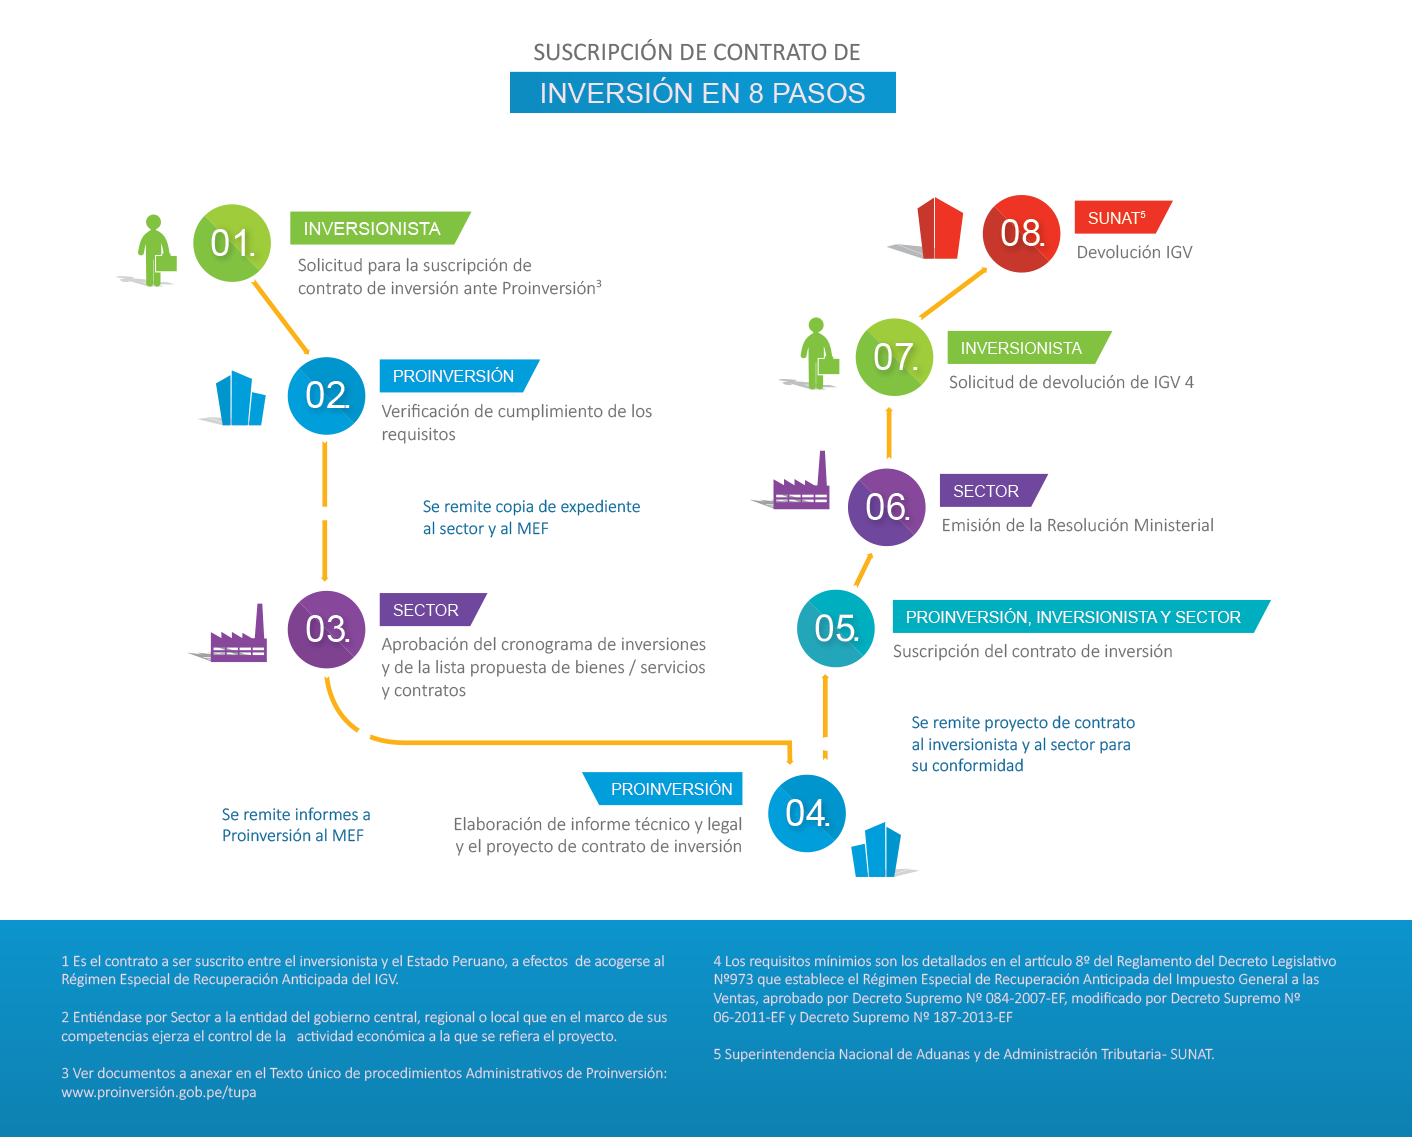 SUSCRIPCIÓN DE CONTRATO DE
INVERSIÓN EN 8 PASOS
01.
INVERSIONISTA
Solicitud para la suscripción de
contrato de inversión ante Proinversión³
02.
PROINVERSIÓN
Verificación de cumplimiento de los
requisitos
Se remite copia de expediente
al sector y al MEF
03.
SECTOR
Aprobación del cronograma de inversiones
y de la lista propuesta de bienes / servicios
y contratos
Se remite informes a
Proinversión al MEF
04.
PROINVERSIÓN
Elaboración de informe técnico y legal
y el proyecto de contrato de inversión
Se remite proyecto de contrato
al inversionista y al sector para
su conformidad
05.
PROINVERSIÓN, INVERSIONISTA Y SECTOR
Suscripción del contrato de inversión
06.
SECTOR
Emisión de la Resolución Ministerial
07.
INVERSIONISTA
Solicitud de devolución de IGV 4
08.
SUNAT⁵
Devolución IGV
1 Es el contrato a ser suscrito entre el inversionista y el Estado Peruano, a efectos de acogerse al
Régimen Especial de Recuperación Anticipada del IGV.
2 Entiéndase por Sector a la entidad del gobierno central, regional o local que en el marco de sus
competencias ejerza el control de la actividad económica a la que se refiera el proyecto.
3 Ver documentos a anexar en el Texto único de procedimientos Administrativos de Proinversión:
www.proinversión.gob.pe/tupa
4 Los requisitos mínimios son los detallados en el artículo 8º del Reglamento del Decreto Legislativo
Nº973 que establece el Régimen Especial de Recuperación Anticipada del Impuesto General a las
Ventas, aprobado por Decreto Supremo Nº 084-2007-EF, modificado por Decreto Supremo Nº
06-2011-EF y Decreto Supremo Nº 187-2013-EF
5 Superintendencia Nacional de Aduanas y de Administración Tributaria- SUNAT.